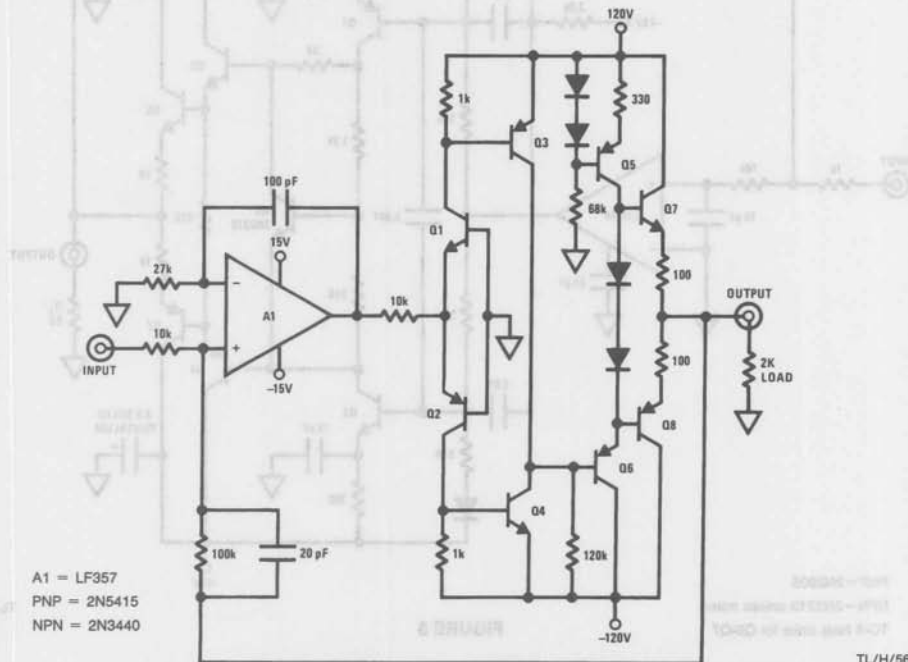 120V
1k
Q3
330
Q5
100 pF
68k
Q7
Q1
15V
27k
100
OUTPUT
−
10k
A1
10k
+
INPUT
−15V
100
2K
LOAD
Q2
Q8
Q6
Q4
100k
20 pF
1k
120k
A1 = LF357
PNP = 2N5415
NPN = 2N3440
−120V
TL/H/56